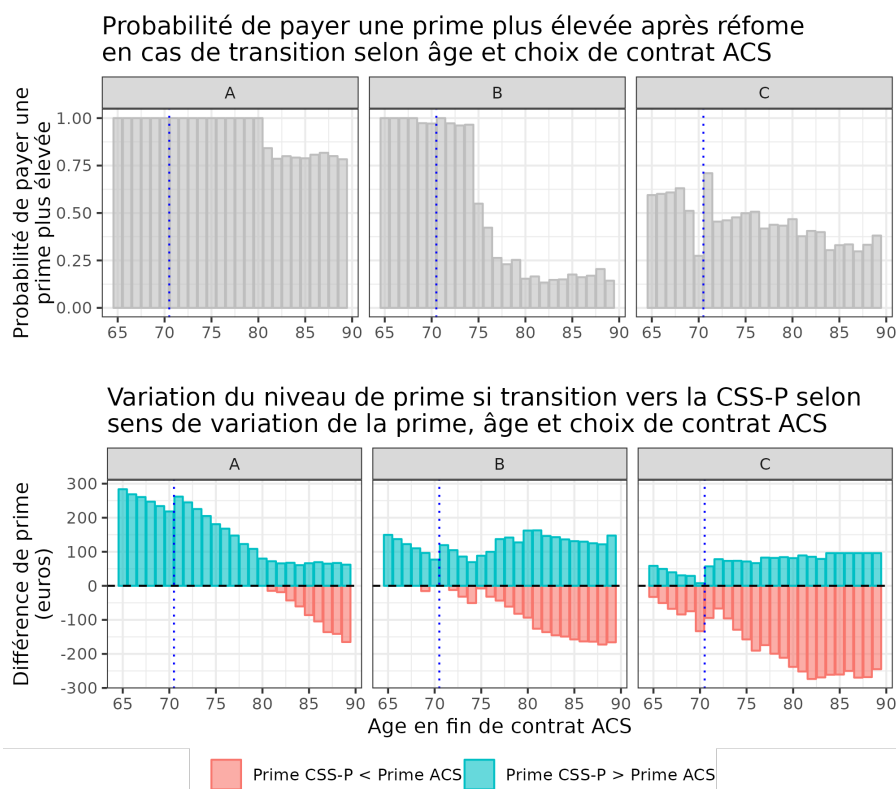 Probabilité de payer une prime plus élevée après réfome
en cas de transition selon âge et choix de contrat ACS
A
B
C
Probabilité de payer une
prime plus élevée
1.00
0.75
0.50
0.25
0.00
65 70 75 80 85 90
65 70 75 80 85 90
65 70 75 80 85 90
Variation du niveau de prime si transition vers la CSS-P selon
sens de variation de la prime, âge et choix de contrat ACS
A
B
C
Différence de prime
(euros)
300
200
100
0
-100
-200
-300
65 70 75 80 85 90
65 70 75 80 85 90
65 70 75 80 85 90
Age en fin de contrat ACS
Prime CSS-P < Prime ACS
Prime CSS-P > Prime ACS